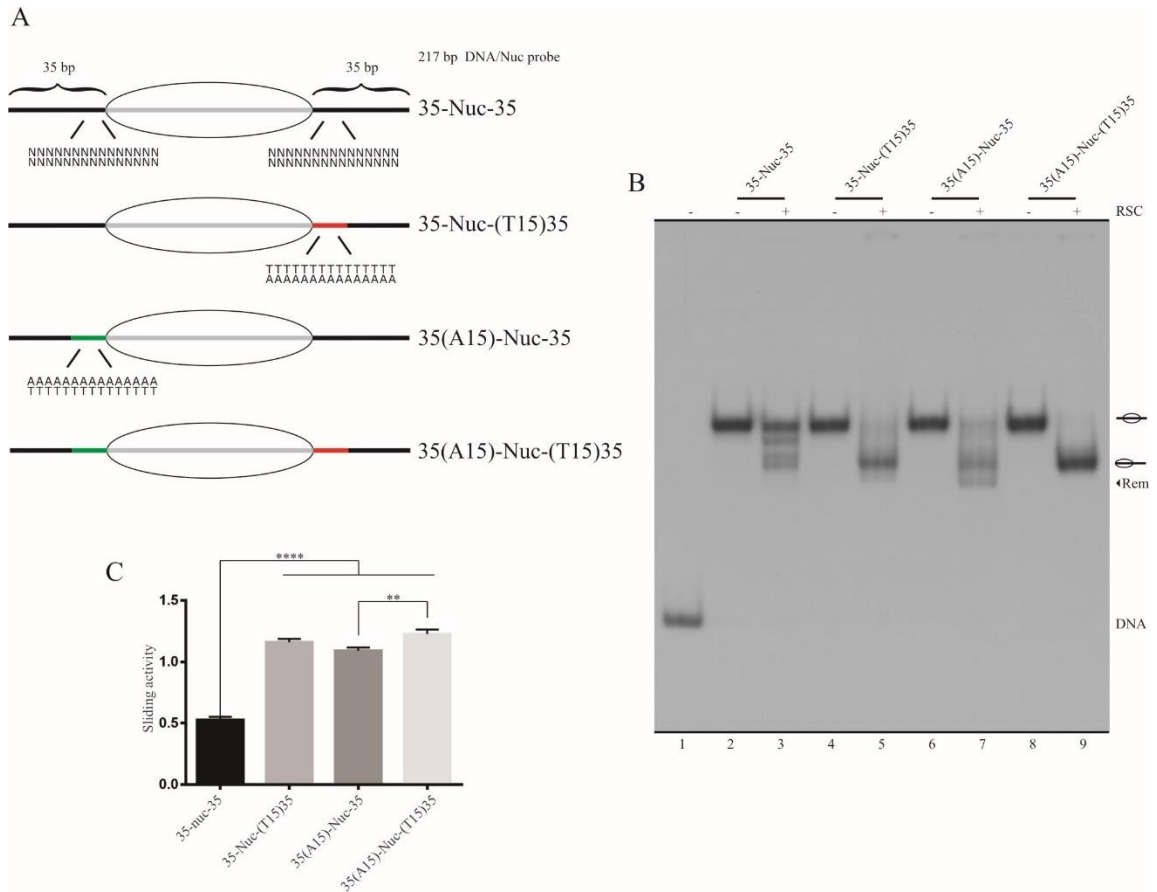 A
217 bp DNA/Nuc probe
35 bp
35 bp
35-Nuc-35
NNNNNNNNNNNNNNN
NNNNNNNNNNNNNNN
NNNNNNNNNNNNNNN
NNNNNNNNNNNNNNN
35-Nuc-(T15)35
TTTTTTTTTTTTTTT
AAAAAAAAAAAAAAA
35(A15)-Nuc-35
AAAAAAAAAAAAAAA
TTTTTTTTTTTTTTT
35(A15)-Nuc-(T15)35
B
35-Nuc-35
35-Nuc-(T15)35
35(A15)-Nuc-35
35(A15)-Nuc-(T15)35
- - + - + - + - + RSC
Rem
DNA
1 2 3 4 5 6 7 8 9
C
****
**
Sliding activity
1.5
1.0
0.5
0.0
35-nuc-35
35-Nuc-(T15)35
35(A15)-Nuc-35
35(A15)-Nuc-(T15)35